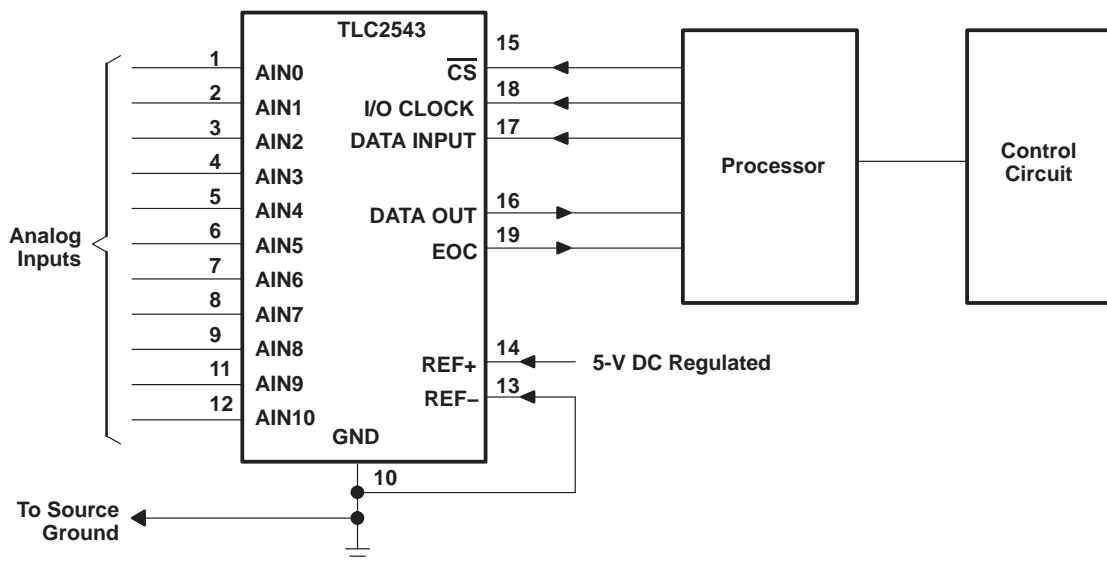 TLC2543
1
AIN0
2
AIN1
3
AIN2
4
AIN3
5
AIN4
6
AIN5
7
AIN6
8
AIN7
9
AIN8
11
AIN9
12
AIN10
Analog
Inputs
15
CS
18
I/O CLOCK
17
DATA INPUT
16
DATA OUT
19
EOC
14
REF+
5-V DC Regulated
13
REF–
GND
10
To Source
Ground
Processor
Control
Circuit